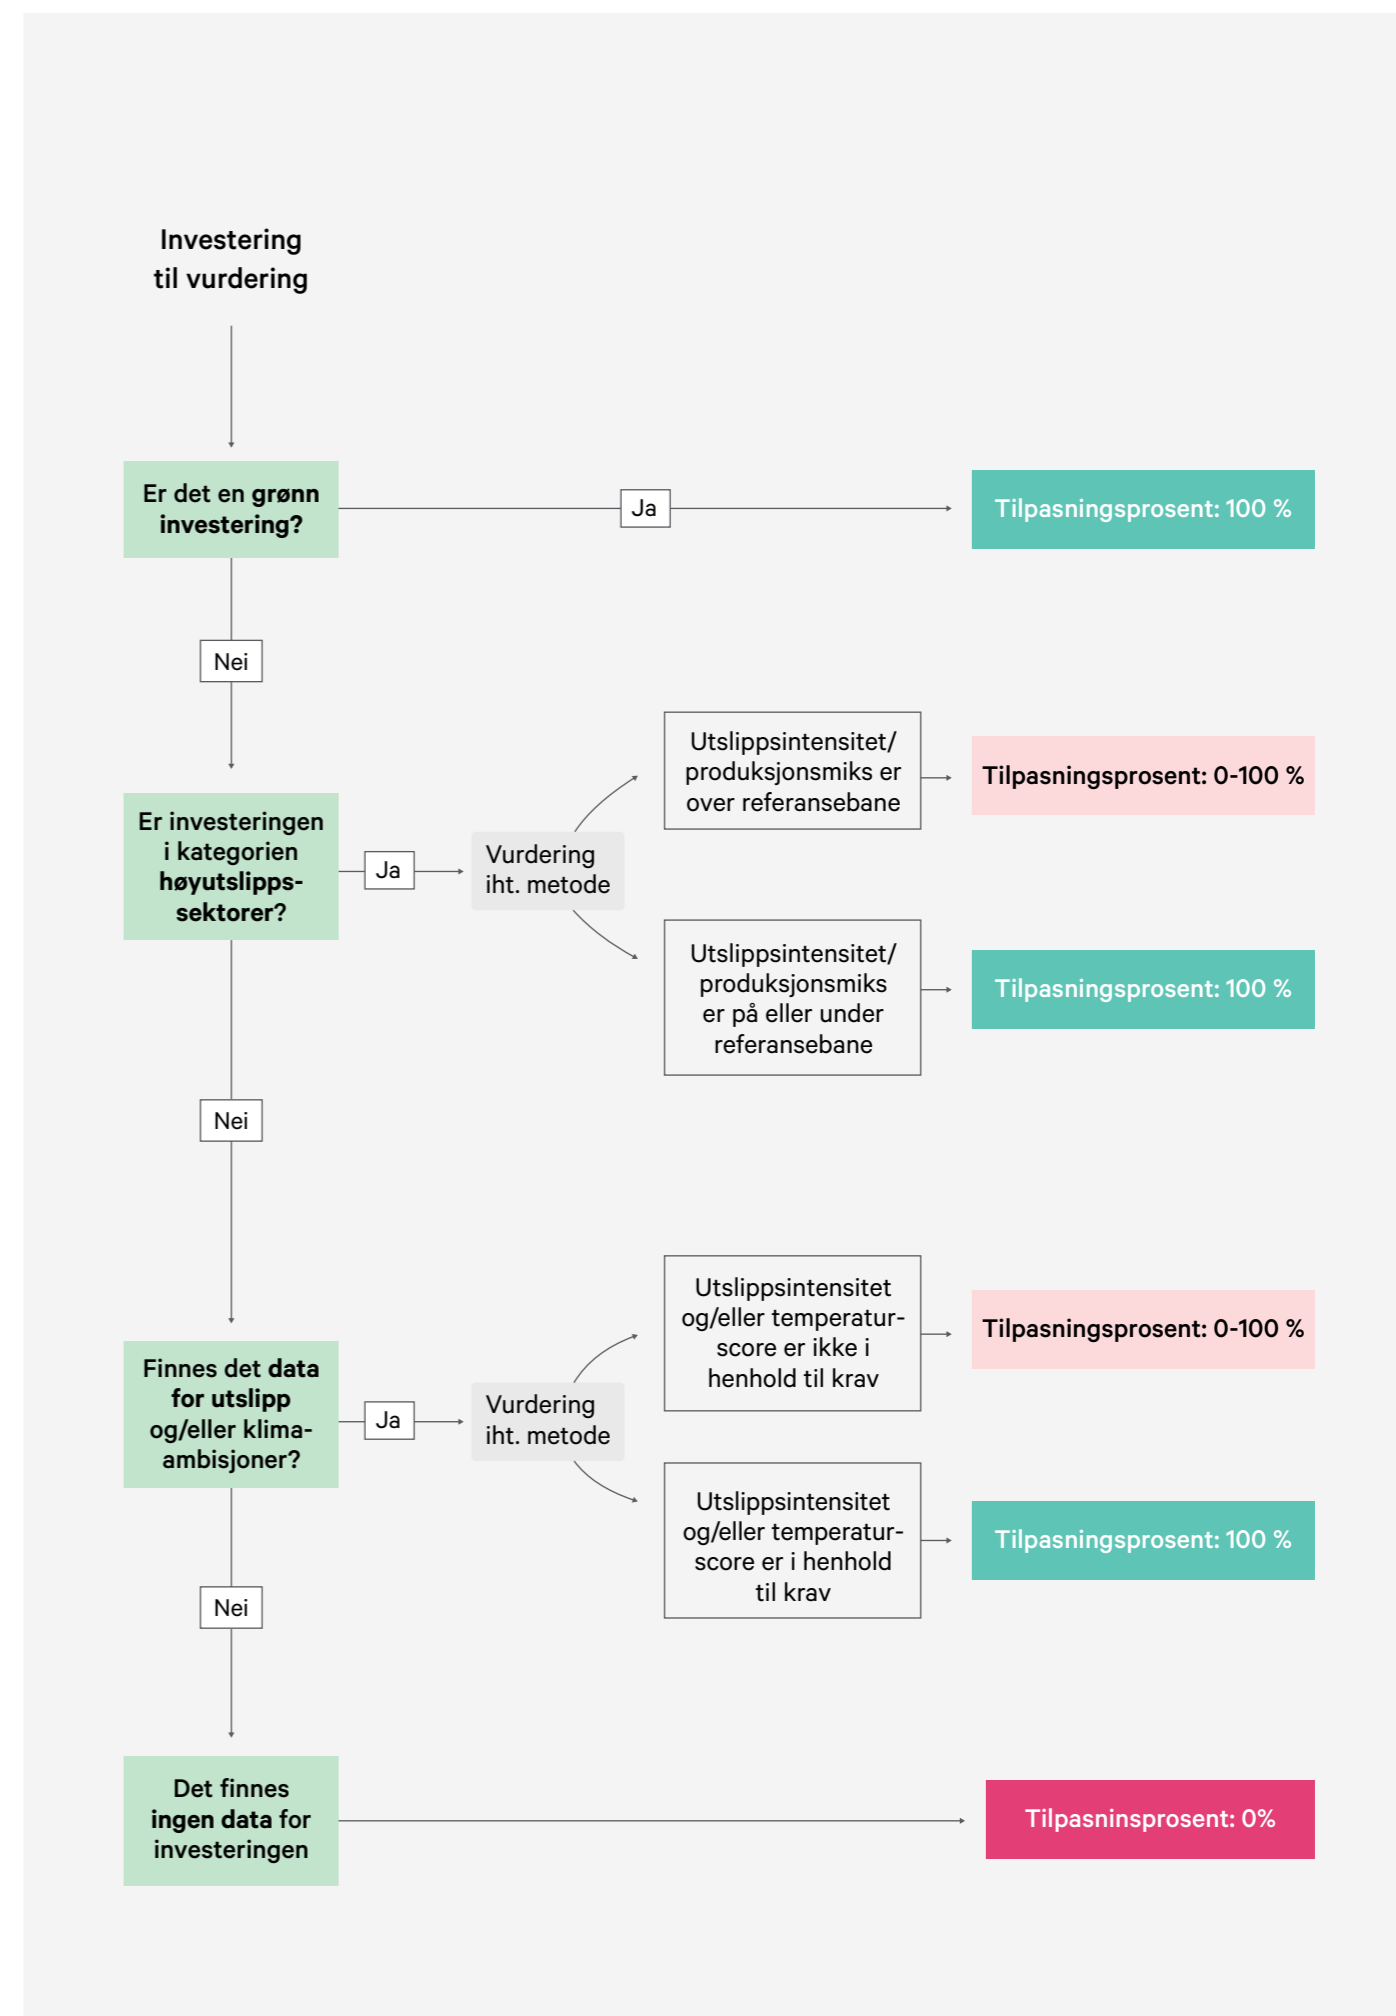 Investering
til vurdering
Er det en grønn
investering?
Ja
Tilpasningsprosent: 100 %
Nei
Er investeringen
i kategorien
høyutslipps-
sektorer?
Ja
Vurdering
iht. metode
Utslippsintensitet/
produksjonsmiks er
over referansebane
Tilpasningsprosent: 0-100 %
Utslippsintensitet/
produksjonsmiks
er på eller under
referansebane
Tilpasningsprosent: 100 %
Nei
Finnes det data
for utslipp
og/eller klima-
ambisjoner?
Ja
Vurdering
iht. metode
Utslippsintensitet
og/eller temperatur-
score er ikke i
henhold til krav
Tilpasningsprosent: 0-100 %
Utslippsintensitet
og/eller temperatur-
score er i henhold
til krav
Tilpasningsprosent: 100 %
Nei
Det finnes
ingen data for
investeringen
Tilpasninsprosent: 0%